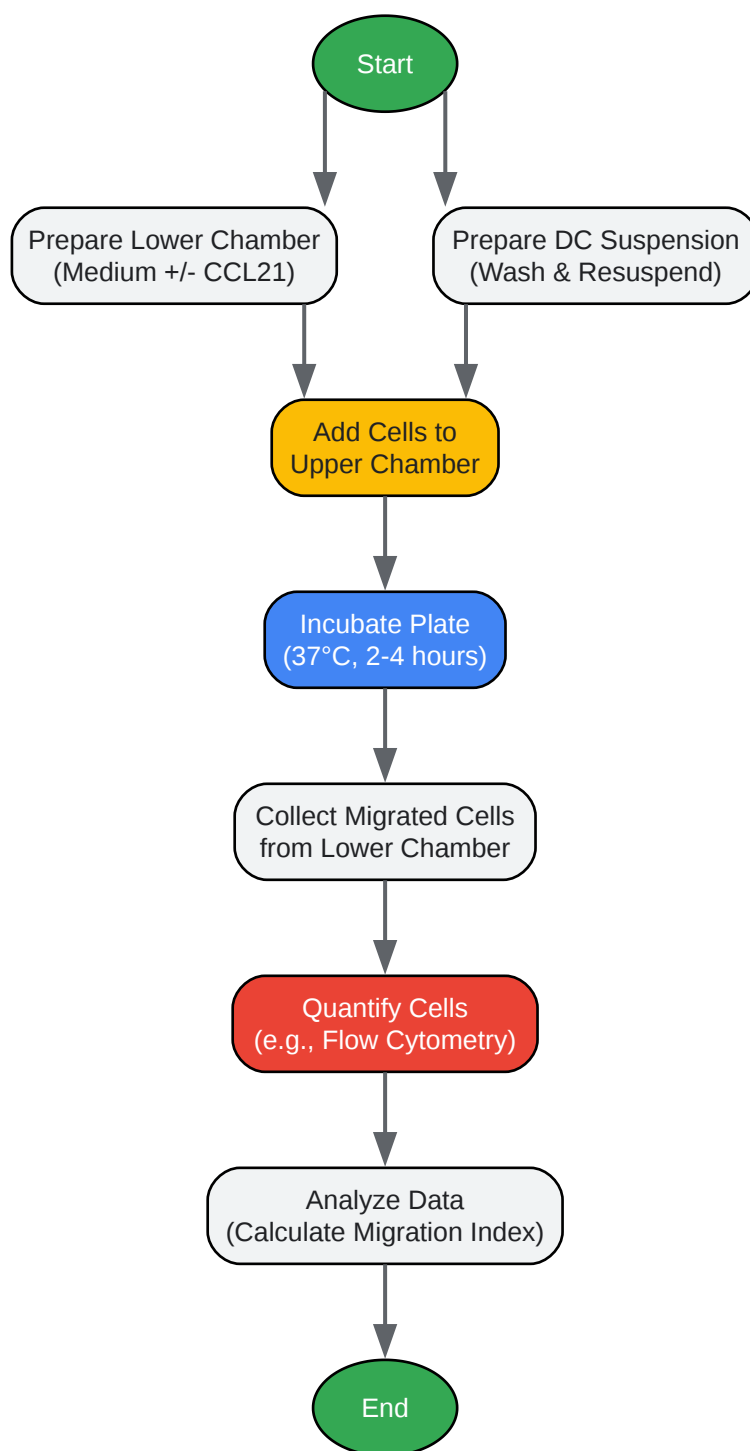 Start
Prepare Lower Chamber
(Medium +/- CCL21)
Prepare DC Suspension
(Wash & Resuspend)
Add Cells to
Upper Chamber
Incubate Plate
(37°C, 2-4 hours)
Collect Migrated Cells
from Lower Chamber
Quantify Cells
(e.g., Flow Cytometry)
Analyze Data
(Calculate Migration Index)
End